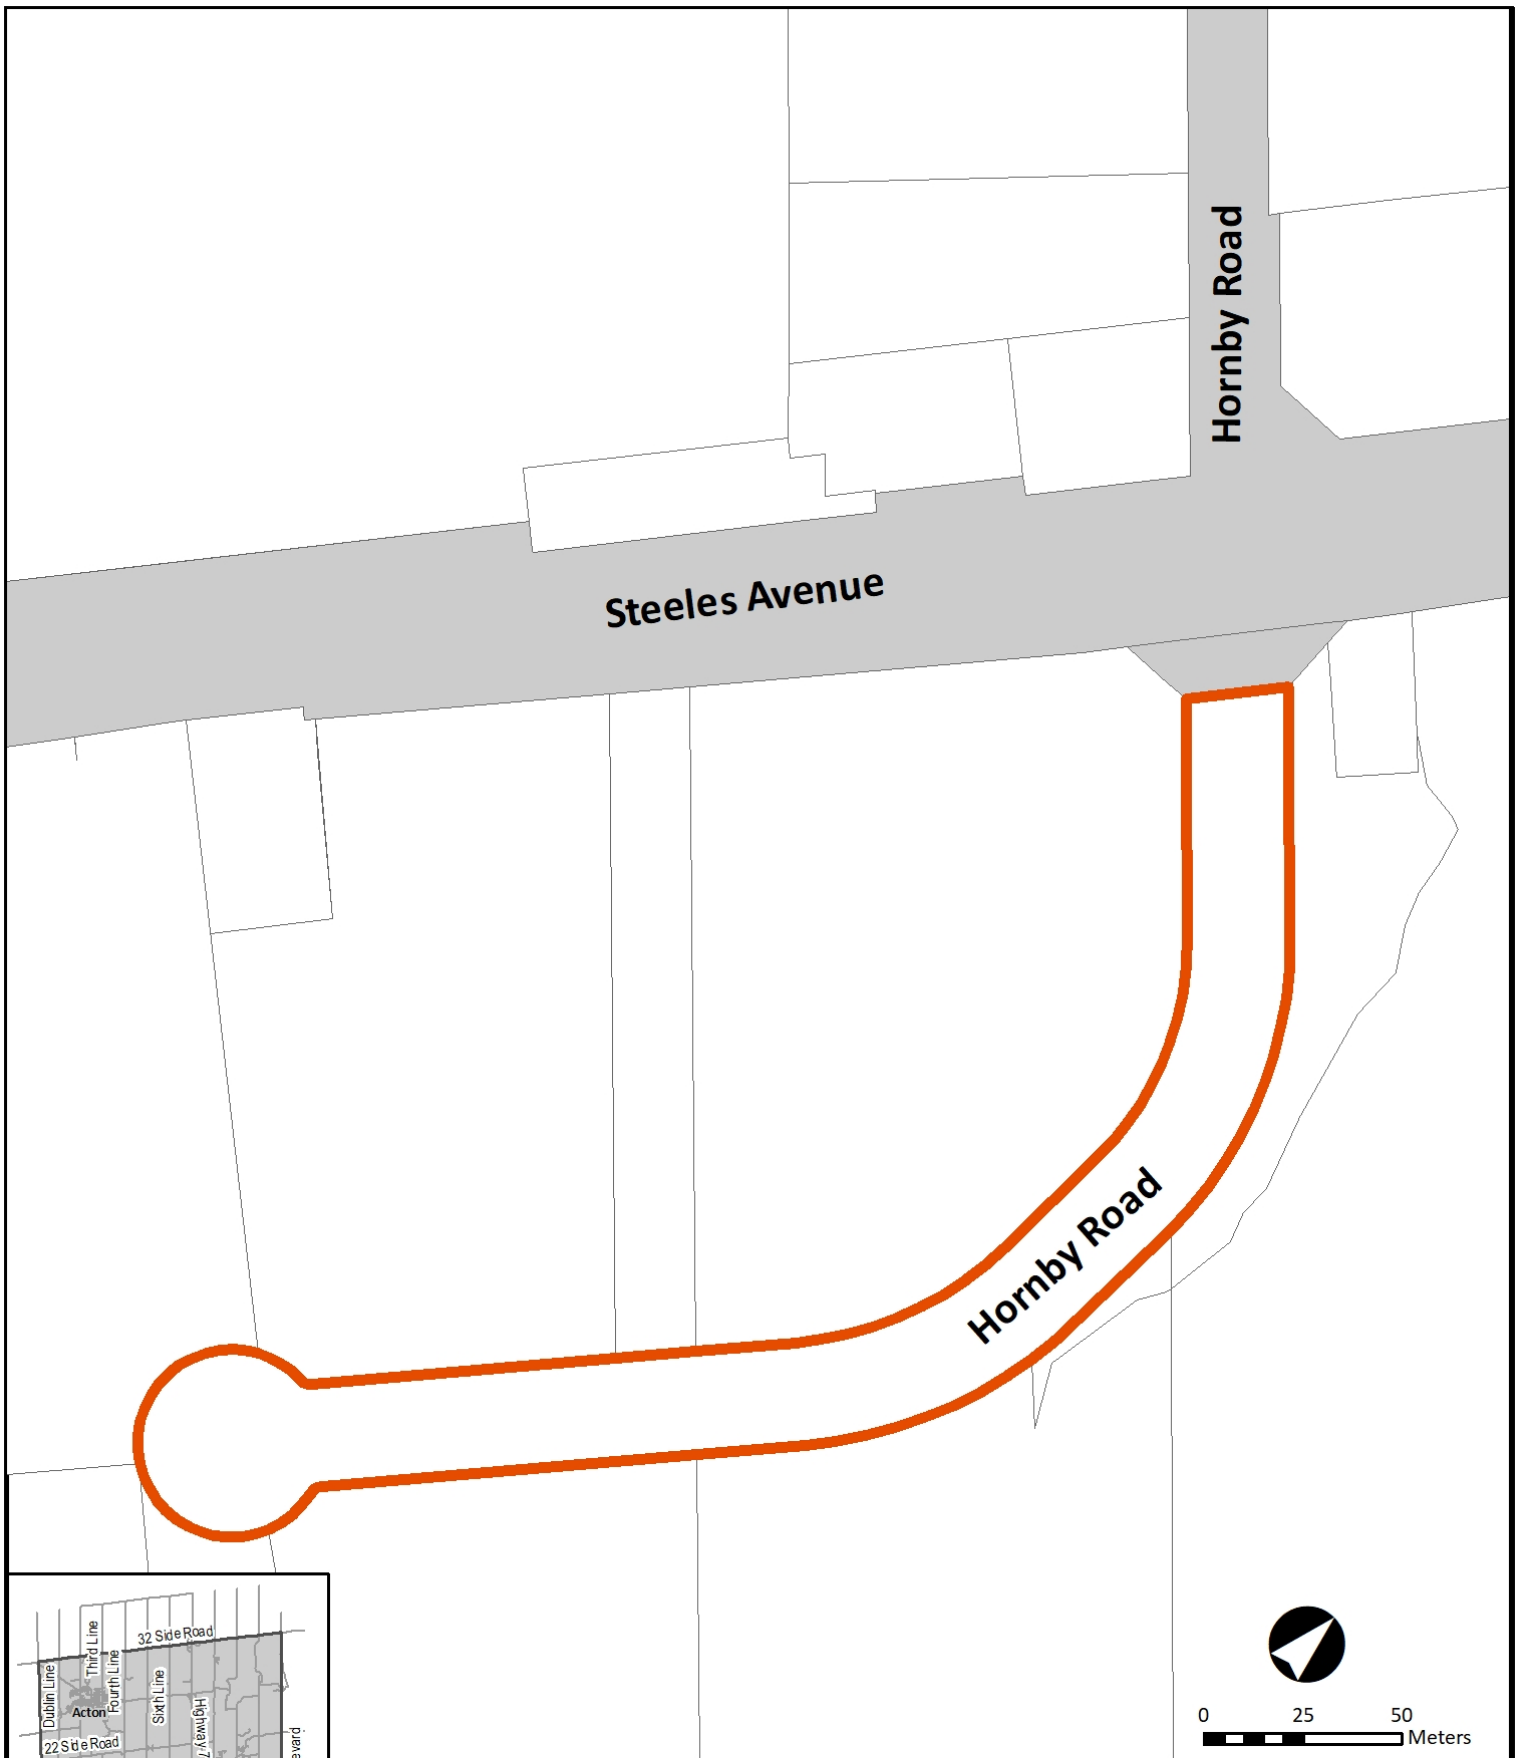 Hornby Road
Steeles Avenue
Hornby Road
32 Side Road
Third Line
Fourth Line
Dublin Line
Sixth Line
Acton
22 Side Road
Highway 7
evard
0 25 50
Meters